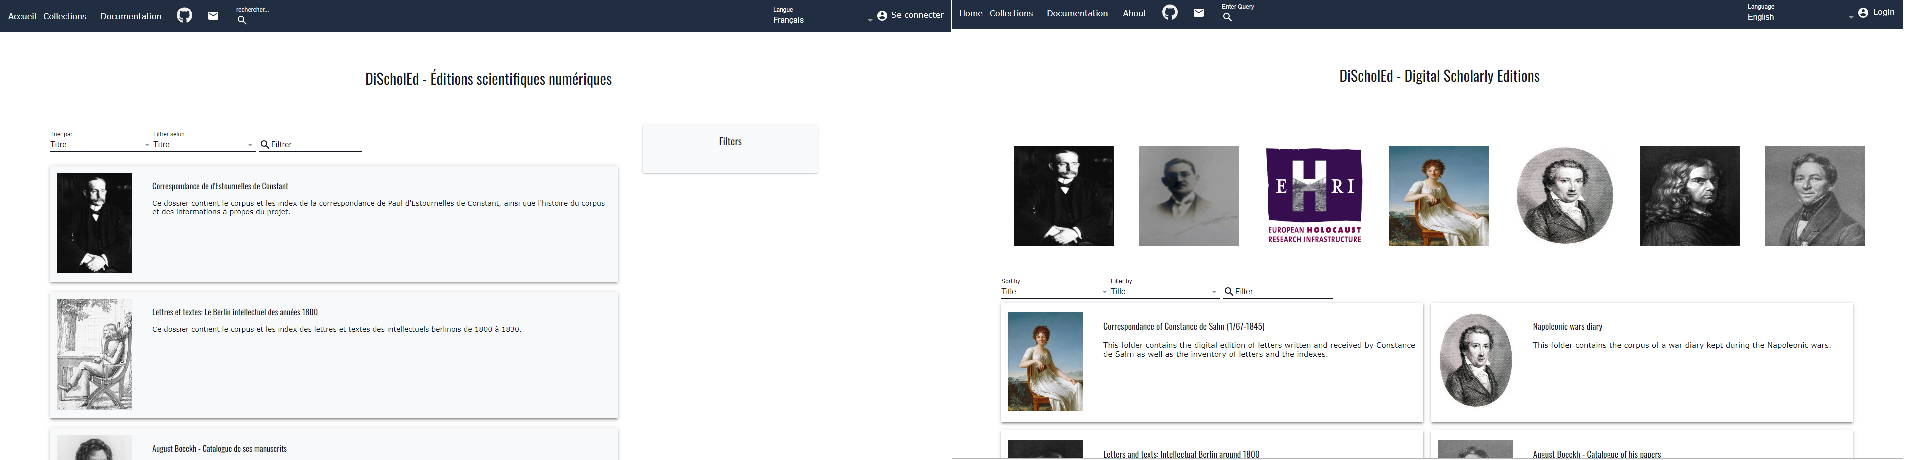 Accueil Collections Documentation rechercher... Langue Français Se connecter
DiScholEd - Éditions scientifiques numériques
Trier par Filtrer selon
Titre Titre Filtrer
Filters
Correspondance de d'Estournelles de Constant
Ce dossier contient le corpus et les index de la correspondance de Paul d'Estournelles de Constant, ainsi que l'histoire du corpus
et des informations à propos du projet.
Lettres et textes: Le Berlin intellectuel des années 1800
Ce dossier contient le corpus et les index des lettres et textes des intellectuels berlinois de 1800 à 1830.
August Boeckh - Catalogue de ses manuscrits
Home Collections Documentation About Enter Query Language English Login
DiScholEd - Digital Scholarly Editions
E H RI
EUROPEAN HOLOCAUST
RESEARCH INFRASTRUCTURE
Sort by Filter by
Title Title Filter
Correspondance of Constance de Salm (1767-1845)
This folder contains the digital edition of letters written and received by Constance
de Salm as well as the inventory of letters and the indexes.
Napoleonic wars diary
This folder contains the corpus of a war diary kept during the Napoleonic wars.
Letters and texts: Intellectual Berlin around 1800
August Boeckh - Catalogue of his papers